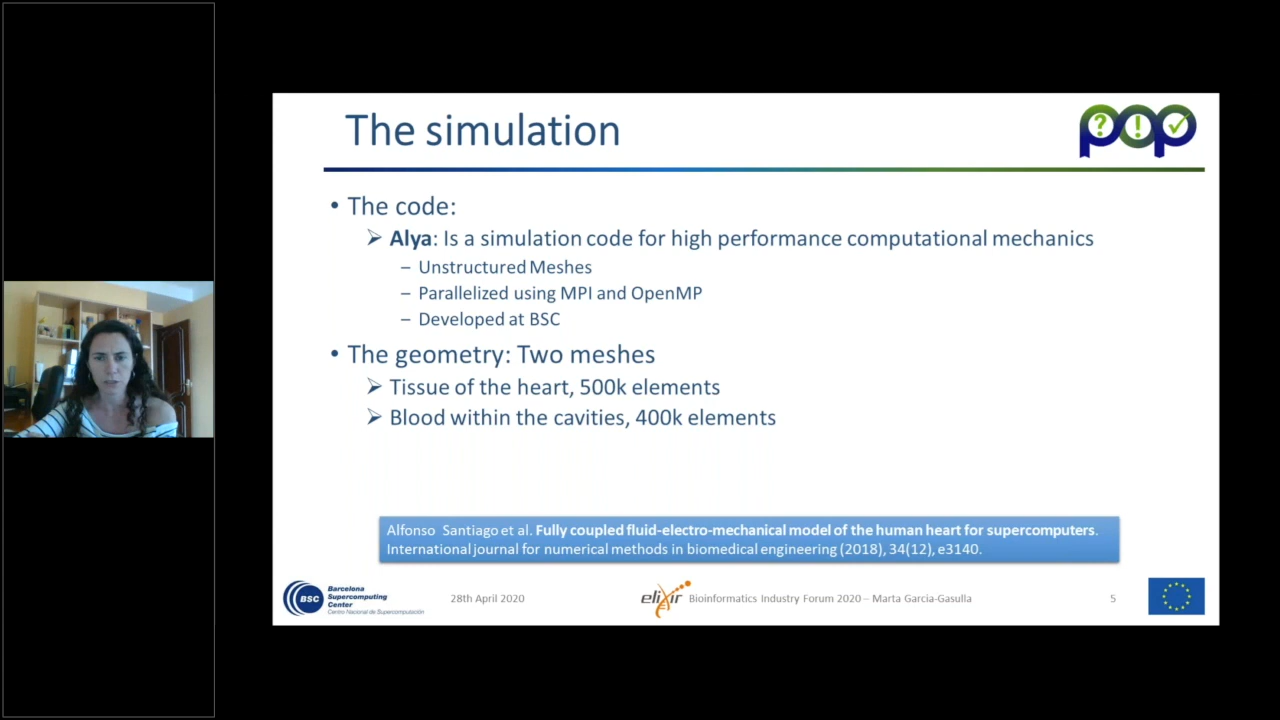 The simulation
p?o!p✓
• The code:
➢ Alya: Is a simulation code for high performance computational mechanics
– Unstructured Meshes
– Parallelized using MPI and OpenMP
– Developed at BSC
• The geometry: Two meshes
➢ Tissue of the heart, 500k elements
➢ Blood within the cavities, 400k elements
Alfonso Santiago et al. Fully coupled fluid-electro-mechanical model of the human heart for supercomputers.
International journal for numerical methods in biomedical engineering (2018), 34(12), e3140.
BSC
Barcelona
Supercomputing
Center
Centro Nacional de Supercomputación
28th April 2020
elixir
Bioinformatics Industry Forum 2020 – Marta Garcia-Gasulla
5